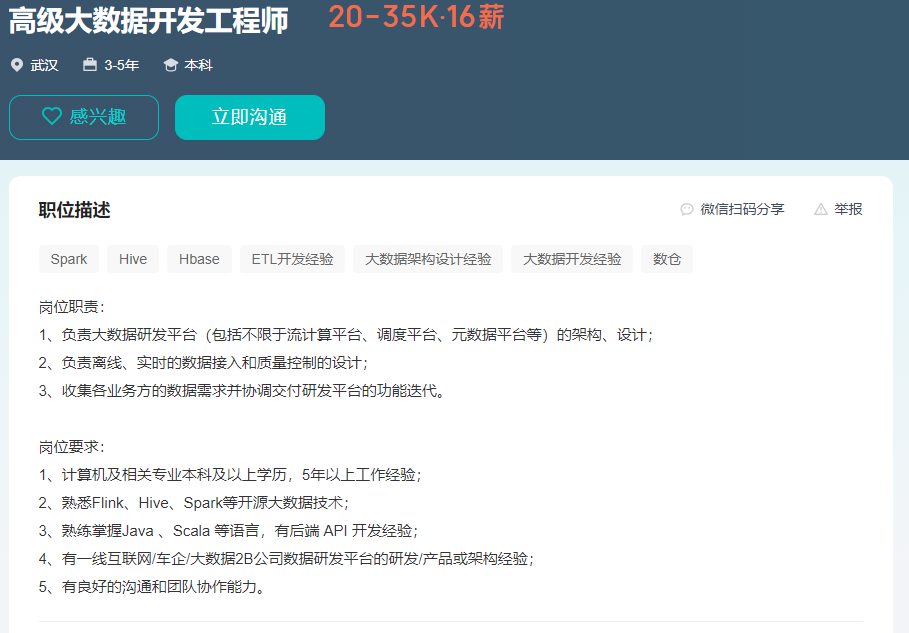 高级大数据开发工程师 20-35K·16薪
武汉 3-5年 本科
感兴趣 立即沟通
职位描述 微信扫码分享 举报
Spark Hive Hbase ETL开发经验 大数据架构设计经验 大数据开发经验 数仓
岗位职责：
1、负责大数据研发平台（包括不限于流计算平台、调度平台、元数据平台等）的架构、设计；
2、负责离线、实时的数据接入和质量控制的设计；
3、收集各业务方的数据需求并协调交付研发平台的功能迭代。
岗位要求：
1、计算机及相关专业本科及以上学历，5年以上工作经验；
2、熟悉Flink、Hive、Spark等开源大数据技术；
3、熟练掌握Java 、Scala 等语言，有后端 API 开发经验；
4、有一线互联网/车企/大数据2B公司数据研发平台的研发/产品或架构经验；
5、有良好的沟通和团队协作能力。